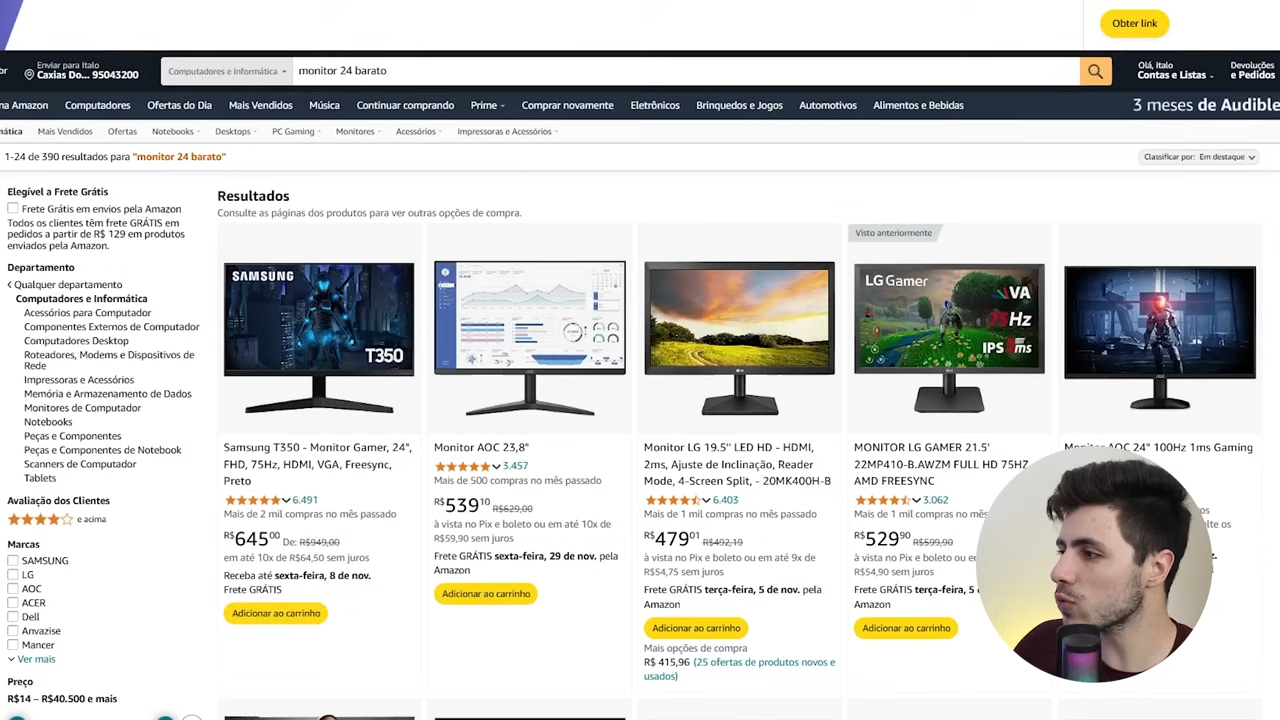 Obter link
br
Enviar para Italo
Caxias Do... 95043200
Computadores e Informática
monitor 24 barato
Olá, Italo
Contas e Listas
Devoluções
e Pedidos
na Amazon
Computadores
Ofertas do Dia
Mais Vendidos
Música
Continuar comprando
Prime
Comprar novamente
Eletrônicos
Brinquedos e Jogos
Automotivos
Alimentos e Bebidas
3 meses de Audible
mática
Mais Vendidos
Ofertas
Notebooks
Desktops
PC Gaming
Monitores
Acessórios
Impressoras e Acessórios
1-24 de 390 resultados para "monitor 24 barato"
Classificar por: Em destaque
Elegível a Frete Grátis
Frete Grátis em envios pela Amazon
Todos os clientes têm frete GRÁTIS em
pedidos a partir de R$ 129 em produtos
enviados pela Amazon.
Departamento
Qualquer departamento
Computadores e Informática
Acessórios para Computador
Componentes Externos de Computador
Computadores Desktop
Roteadores, Modems e Dispositivos de
Rede
Impressoras e Acessórios
Memória e Armazenamento de Dados
Monitores de Computador
Notebooks
Peças e Componentes
Peças e Componentes de Notebook
Scanners de Computador
Tablets
Avaliação dos Clientes
e acima
Marcas
SAMSUNG
LG
AOC
ACER
Dell
Anvazise
Mancer
Ver mais
Preço
R$14 – R$40.500 e mais
Resultados
Consulte as páginas dos produtos para ver outras opções de compra.
SAMSUNG
T350
Samsung T350 - Monitor Gamer, 24",
FHD, 75Hz, HDMI, VGA, Freesync,
Preto
6.491
Mais de 2 mil compras no mês passado
R$64500 De: R$949,00
em até 10x de R$64,50 sem juros
Receba até sexta-feira, 8 de nov.
Frete GRÁTIS
Adicionar ao carrinho
Monitor AOC 23,8"
3.457
Mais de 500 compras no mês passado
R$53910 R$629,00
à vista no Pix e boleto ou em até 10x de
R$59,90 sem juros
Frete GRÁTIS sexta-feira, 29 de nov. pela
Amazon
Adicionar ao carrinho
Monitor LG 19.5'' LED HD - HDMI,
2ms, Ajuste de Inclinação, Reader
Mode, 4-Screen Split, - 20MK400H-B
6.403
Mais de 1 mil compras no mês passado
R$47901 R$492,19
à vista no Pix e boleto ou em até 9x de
R$54,75 sem juros
Frete GRÁTIS terça-feira, 5 de nov. pela
Amazon
Adicionar ao carrinho
Mais opções de compra
R$ 415,96 (25 ofertas de produtos novos e
usados)
Visto anteriormente
LG Gamer
VA
75Hz
IPS
MONITOR LG GAMER 21.5'
22MP410-B.AWZM FULL HD 75HZ
AMD FREESYNC
3.062
Mais de 1 mil compras no mês
R$52990 R$599,90
à vista no Pix e boleto ou em
R$54,90 sem juros
Frete GRÁTIS terça-feira, 5
Amazon
Adicionar ao carrinho
Monitor AOC 24" 100Hz 1ms Gaming